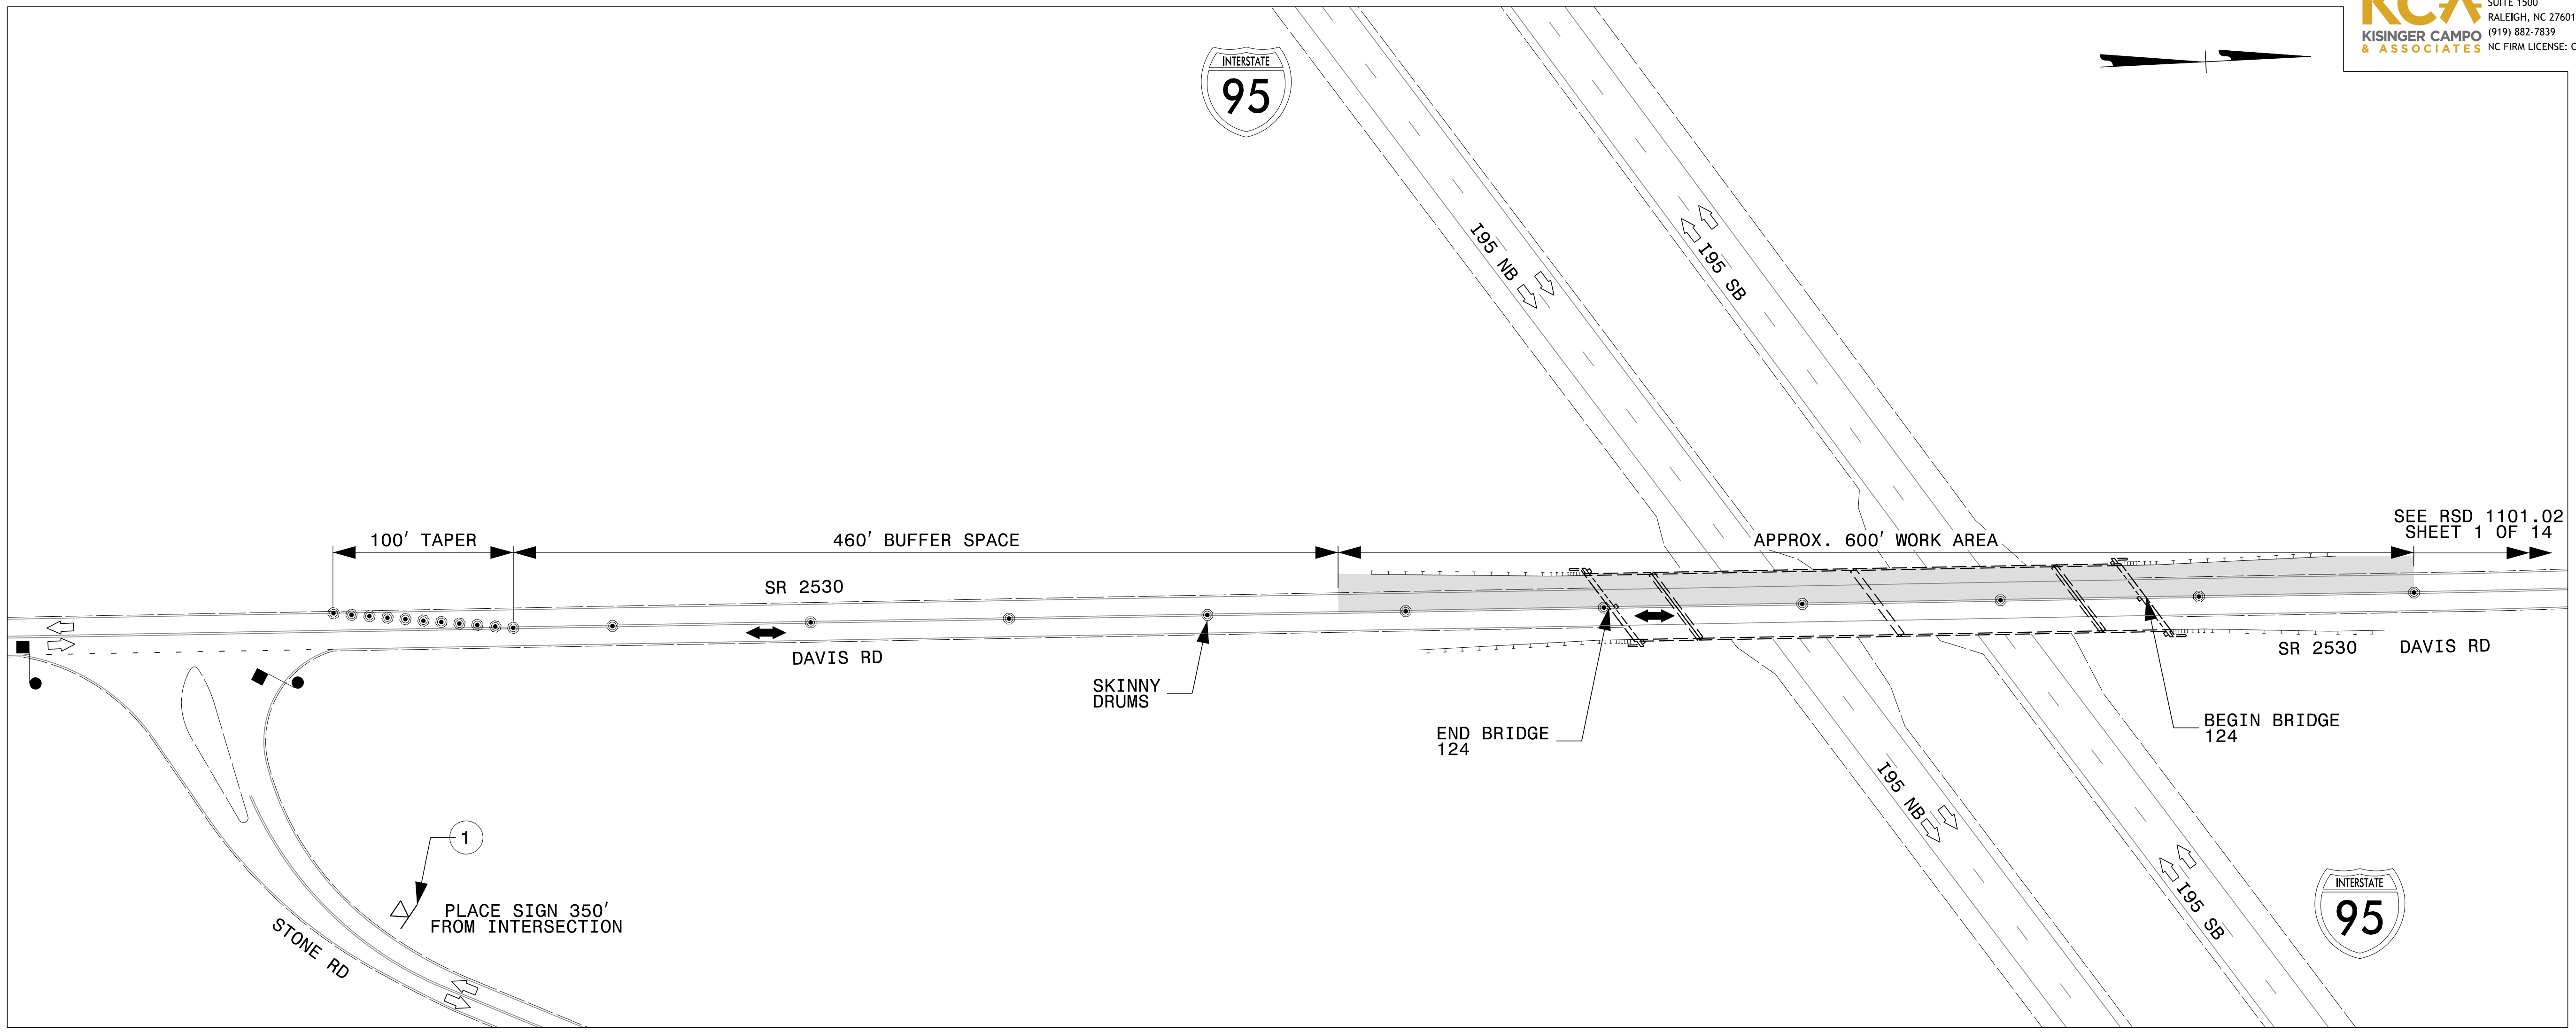 SUITE 1500
RALEIGH, NC 27601
(919) 882-7839
NC FIRM LICENSE: C
KCA
KISINGER CAMPO
& ASSOCIATES
INTERSTATE
95
I95 NB
I95 SB
100' TAPER
460' BUFFER SPACE
APPROX. 600' WORK AREA
SEE RSD 1101.02
SHEET 1 OF 14
SR 2530
DAVIS RD
SR 2530 DAVIS RD
SKINNY
DRUMS
END BRIDGE
124
BEGIN BRIDGE
124
I95 NB
I95 SB
1
PLACE SIGN 350'
FROM INTERSECTION
STONE RD
INTERSTATE
95